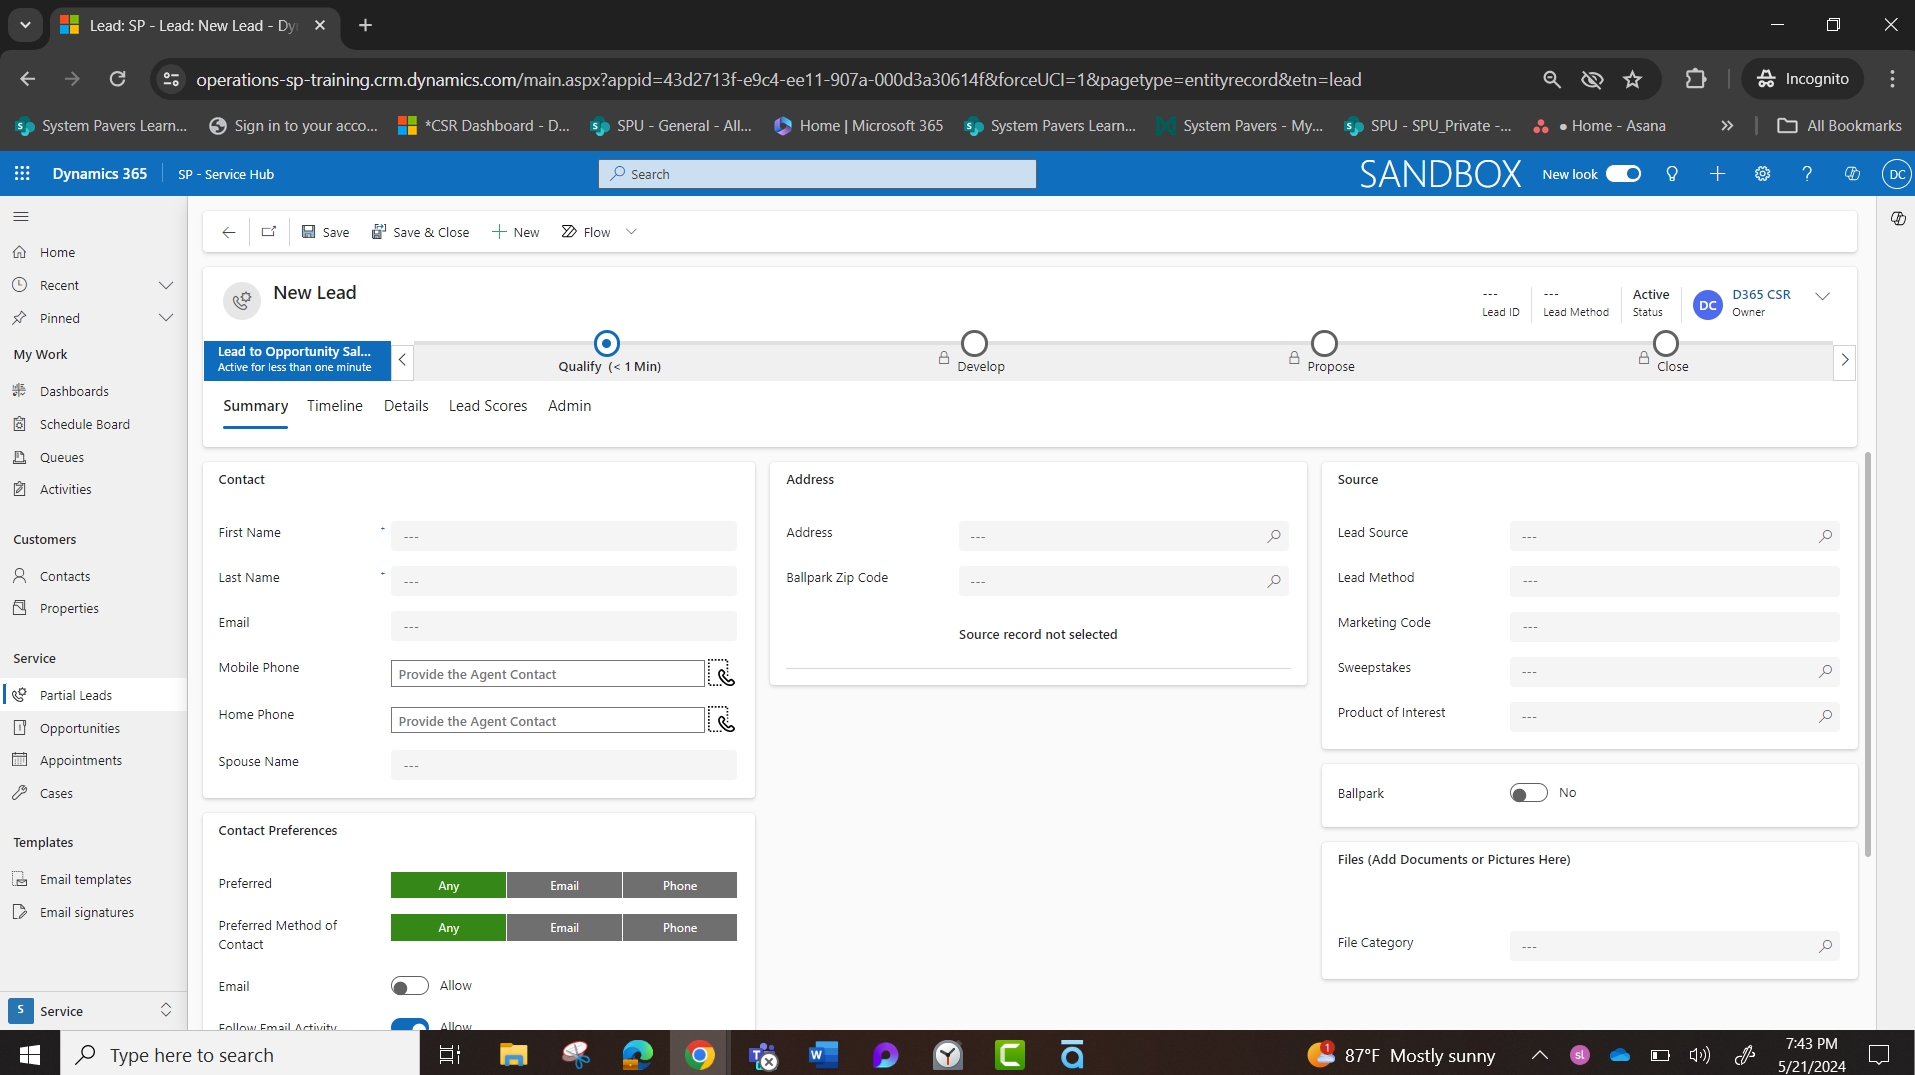 Lead: SP - Lead: New Lead - Dy
operations-sp-training.crm.dynamics.com/main.aspx?appid=43d2713f-e9c4-ee11-907a-000d3a30614f&forceUCI=1&pagetype=entityrecord&etn=lead
Incognito
System Pavers Learn...
Sign in to your acco...
*CSR Dashboard - D...
SPU - General - All...
Home | Microsoft 365
System Pavers Learn...
System Pavers - My...
SPU - SPU_Private -...
● Home - Asana
All Bookmarks
Dynamics 365
SP - Service Hub
Search
SANDBOX
New look
DC
Save
Save & Close
New
Flow
Home
Recent
Pinned
My Work
Dashboards
Schedule Board
Queues
Activities
Customers
Contacts
Properties
Service
Partial Leads
Opportunities
Appointments
Cases
Templates
Email templates
Email signatures
S
Service
New Lead
---
Lead ID
---
Lead Method
Active
Status
DC
D365 CSR
Owner
Lead to Opportunity Sal...
Active for less than one minute
Qualify (< 1 Min)
Develop
Propose
Close
Summary
Timeline
Details
Lead Scores
Admin
Contact
First Name
*
---
Last Name
*
---
Email
---
Mobile Phone
Provide the Agent Contact
Home Phone
Provide the Agent Contact
Spouse Name
---
Contact Preferences
Preferred
Any
Email
Phone
Preferred Method of
Contact
Any
Email
Phone
Email
Allow
Follow Email Activity
Allow
Address
Address
---
Ballpark Zip Code
---
Source record not selected
Source
Lead Source
---
Lead Method
---
Marketing Code
---
Sweepstakes
---
Product of Interest
---
Ballpark
No
Files (Add Documents or Pictures Here)
File Category
---
Type here to search
1
87°F Mostly sunny
sl
7:43 PM
5/21/2024